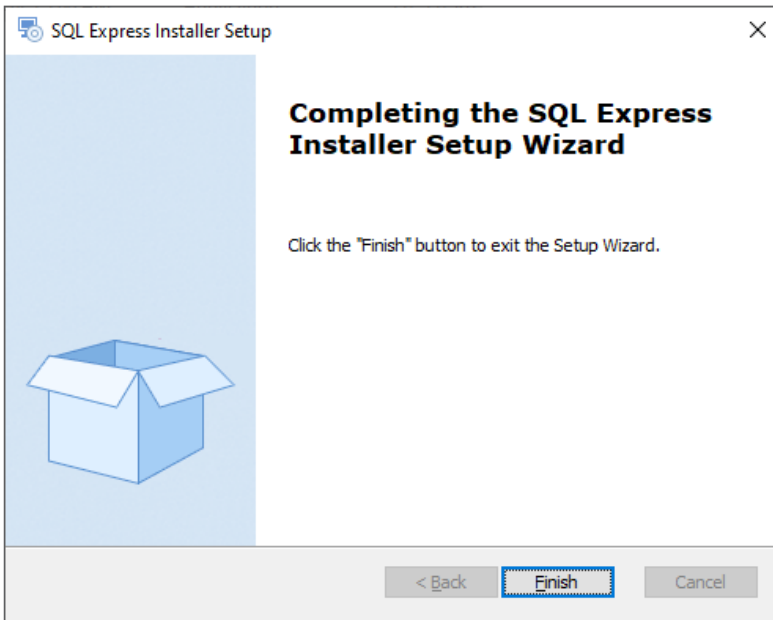 SQL Express Installer Setup
Completing the SQL Express
Installer Setup Wizard
Click the "Finish" button to exit the Setup Wizard.
< Back Finish Cancel